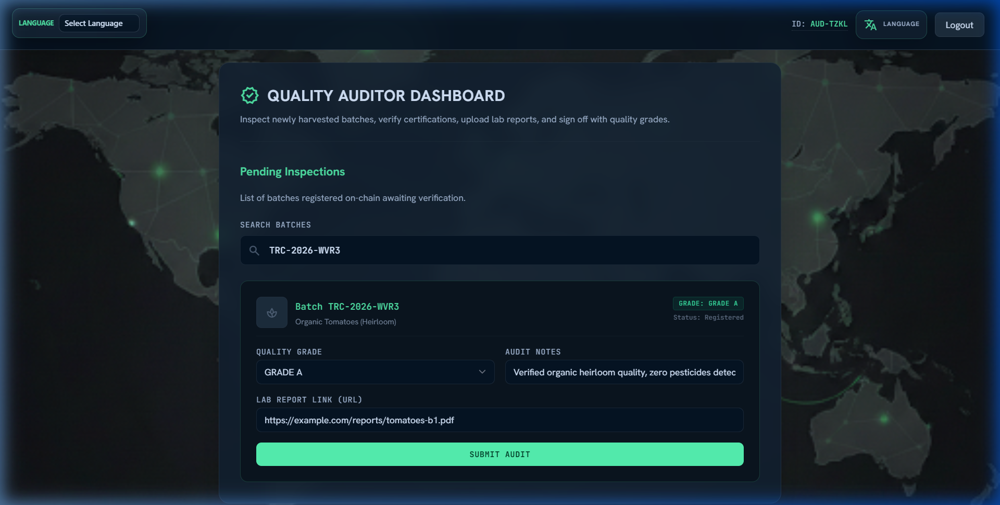 LANGUAGE Select Language
ID: AUD-TZKL LANGUAGE Logout
QUALITY AUDITOR DASHBOARD
Inspect newly harvested batches, verify certifications, upload lab reports, and sign off with quality grades.
Pending Inspections
List of batches registered on-chain awaiting verification.
SEARCH BATCHES
TRC-2026-WVR3
Batch TRC-2026-WVR3
Organic Tomatoes (Heirloom)
GRADE: GRADE A
Status: Registered
QUALITY GRADE
GRADE A
AUDIT NOTES
Verified organic heirloom quality, zero pesticides detec
LAB REPORT LINK (URL)
https://example.com/reports/tomatoes-b1.pdf
SUBMIT AUDIT